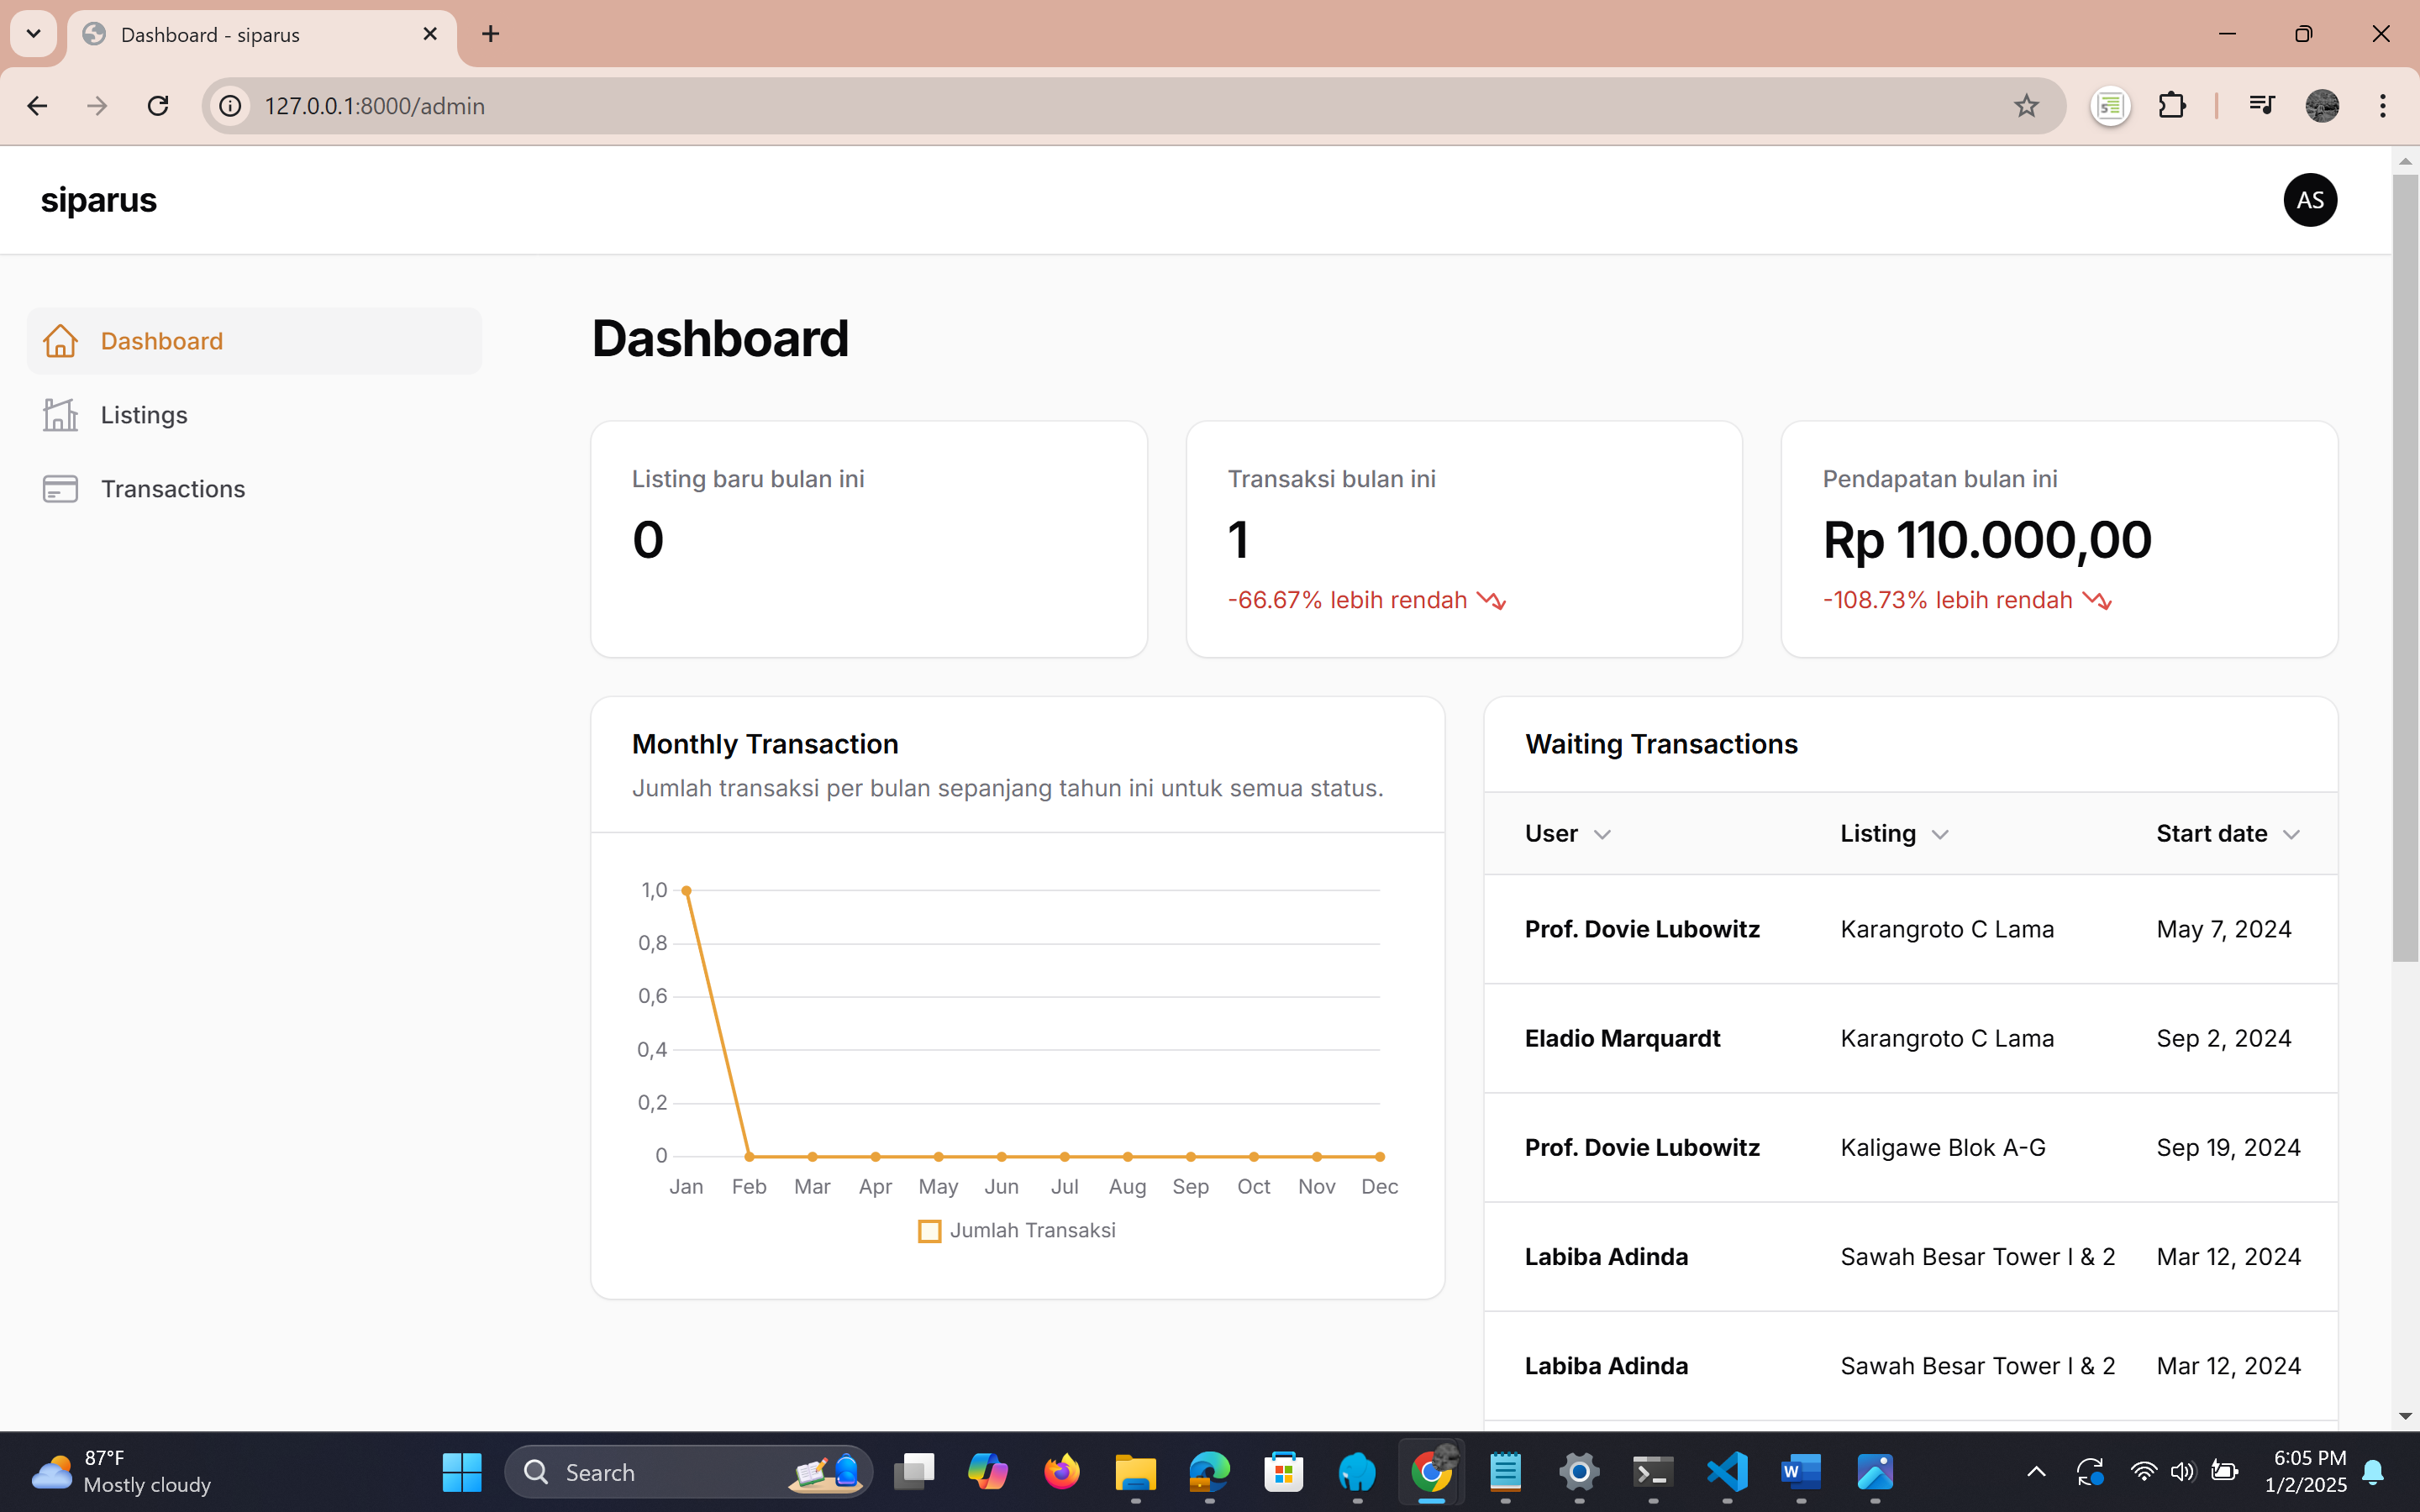 Dashboard - siparus
127.0.0.1:8000/admin
siparus
AS
Dashboard
Listings
Transactions
Dashboard
Listing baru bulan ini
0
Transaksi bulan ini
1
-66.67% lebih rendah
Pendapatan bulan ini
Rp 110.000,00
-108.73% lebih rendah
Monthly Transaction
Jumlah transaksi per bulan sepanjang tahun ini untuk semua status.
1,0
0,8
0,6
0,4
0,2
0
Jan Feb Mar Apr May Jun Jul Aug Sep Oct Nov Dec
Jumlah Transaksi
Waiting Transactions
User Listing Start date
Prof. Dovie Lubowitz Karangroto C Lama May 7, 2024
Eladio Marquardt Karangroto C Lama Sep 2, 2024
Prof. Dovie Lubowitz Kaligawe Blok A-G Sep 19, 2024
Labiba Adinda Sawah Besar Tower I & 2 Mar 12, 2024
Labiba Adinda Sawah Besar Tower I & 2 Mar 12, 2024
87°F
Mostly cloudy
Search
6:05 PM
1/2/2025